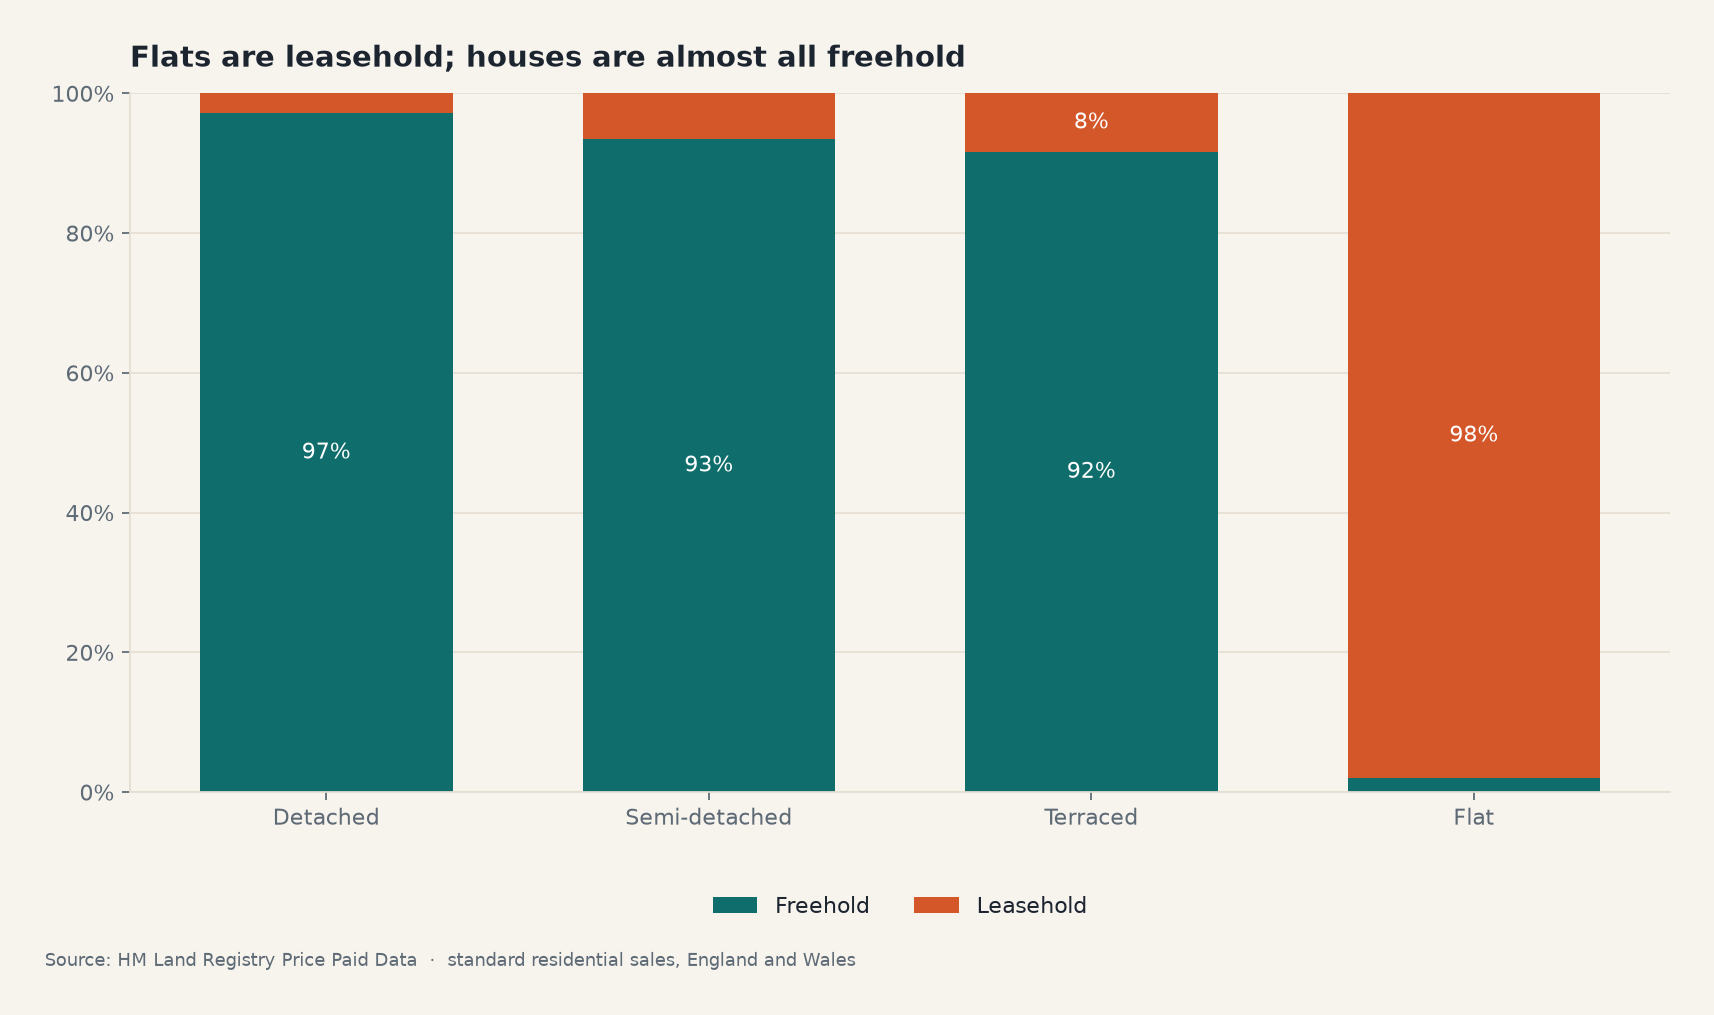 Flats are leasehold; houses are almost all freehold
100%
80%
60%
40%
20%
0%
8%
97%
93%
92%
98%
Detached Semi-detached Terraced Flat
Freehold Leasehold
Source: HM Land Registry Price Paid Data · standard residential sales, England and Wales